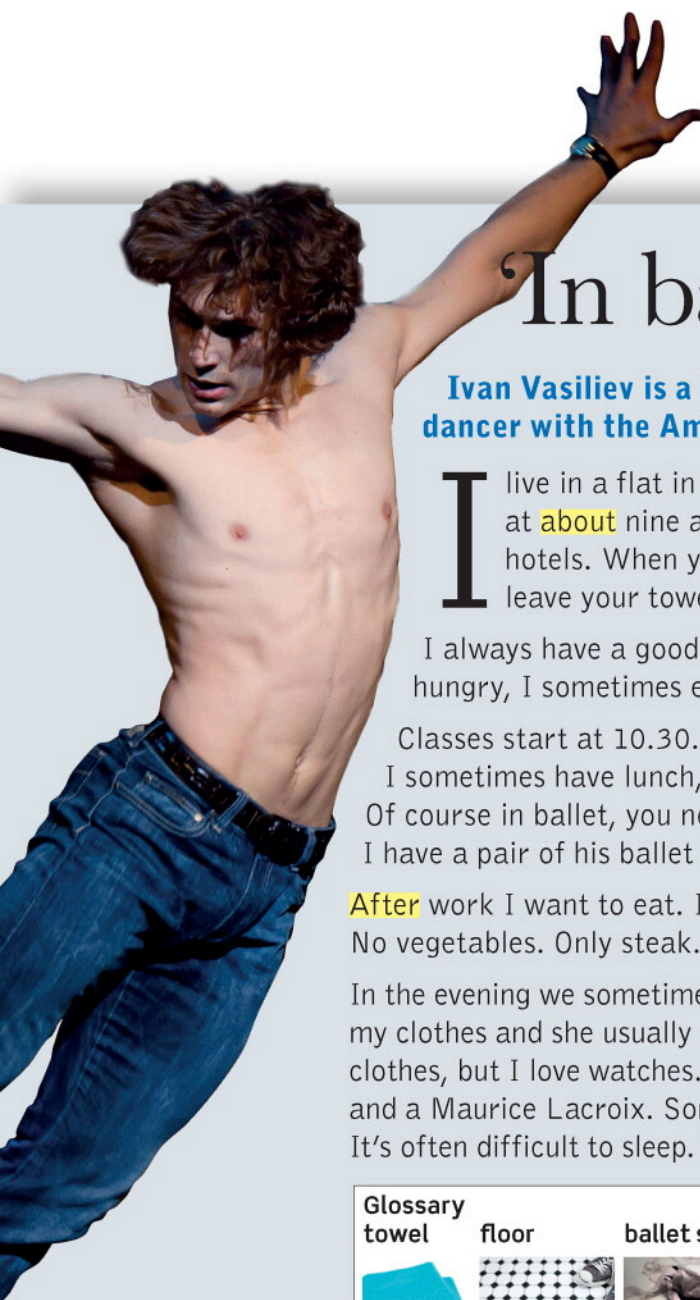 ‘In ba
Ivan Vasiliev is a
dancer with the Am
I live in a flat in
at about nine a
hotels. When y
leave your towe
I always have a good
hungry, I sometimes e
Classes start at 10.30.
I sometimes have lunch,
Of course in ballet, you ne
I have a pair of his ballet
After work I want to eat. I
No vegetables. Only steak.
In the evening we sometime
my clothes and she usually
clothes, but I love watches.
and a Maurice Lacroix. So
It’s often difficult to sleep.
Glossary
towel floor ballet s